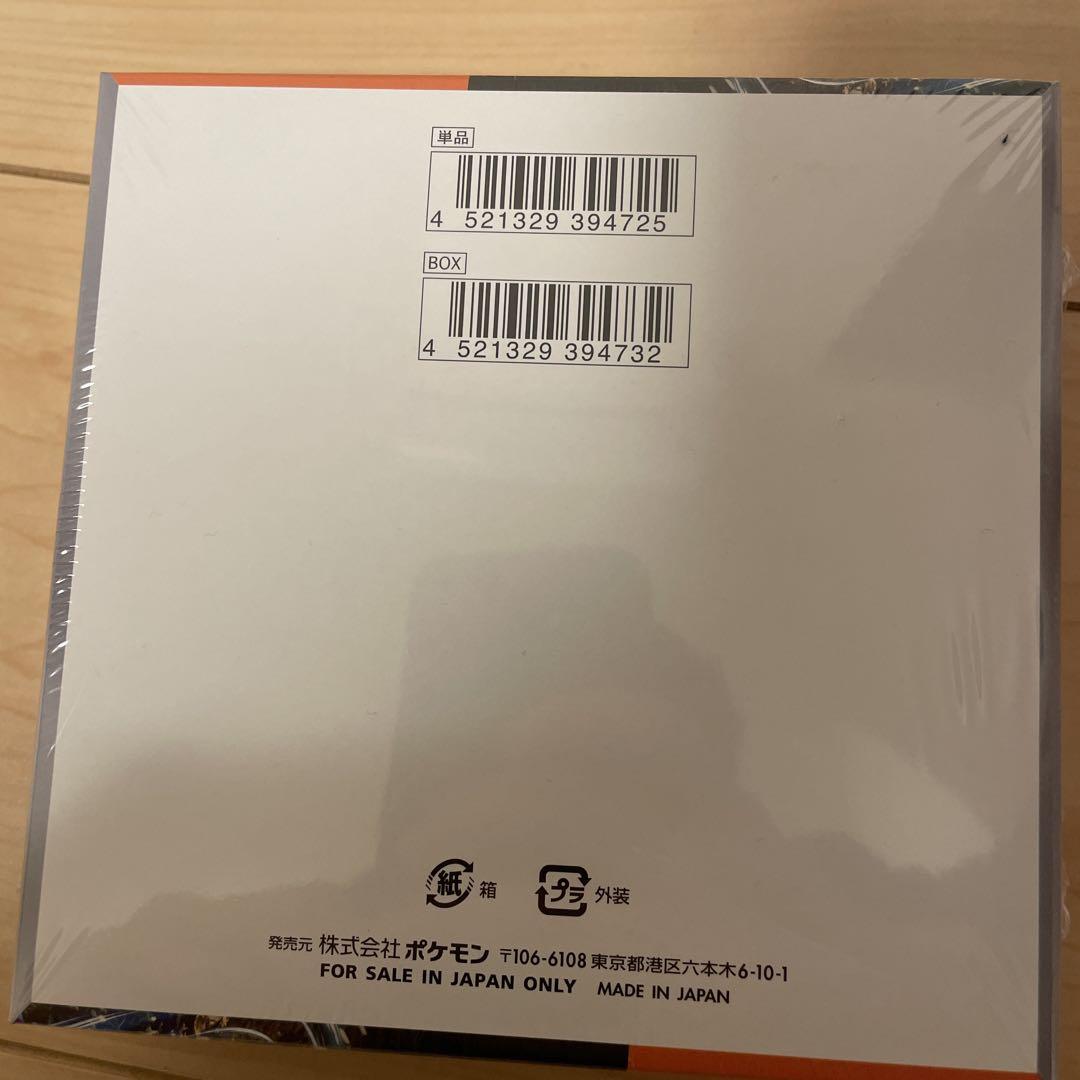 単品
4 521329 394725
BOX
4 521329 394732
紙 箱 プラ 外装
発売元 株式会社 ポケモン 〒106-6108 東京都港区六本木6-10-1
FOR SALE IN JAPAN ONLY MADE IN JAPAN